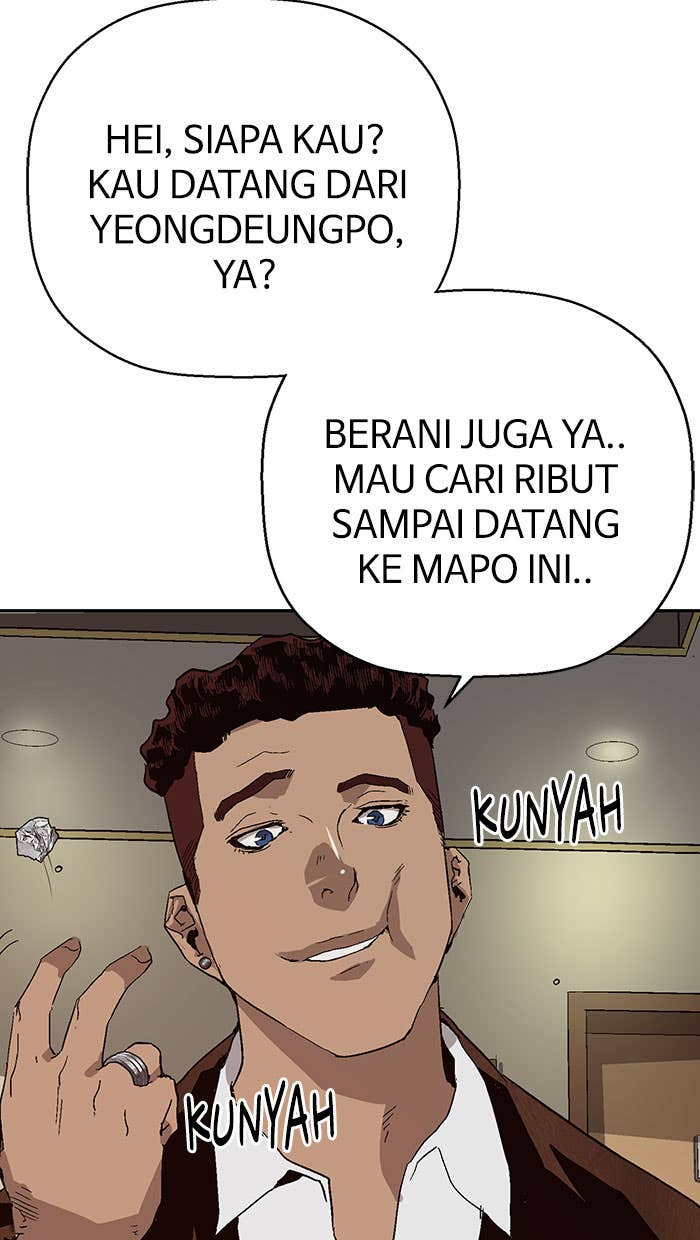 HEI, SIAPA KAU?
KAU DATANG DARI
YEONGDEUNGPO,
YA?
BERANI JUGA YA..
MAU CARI RIBUT
SAMPAI DATANG
KE MAPO INI..
KUNYAH
KUNYAH